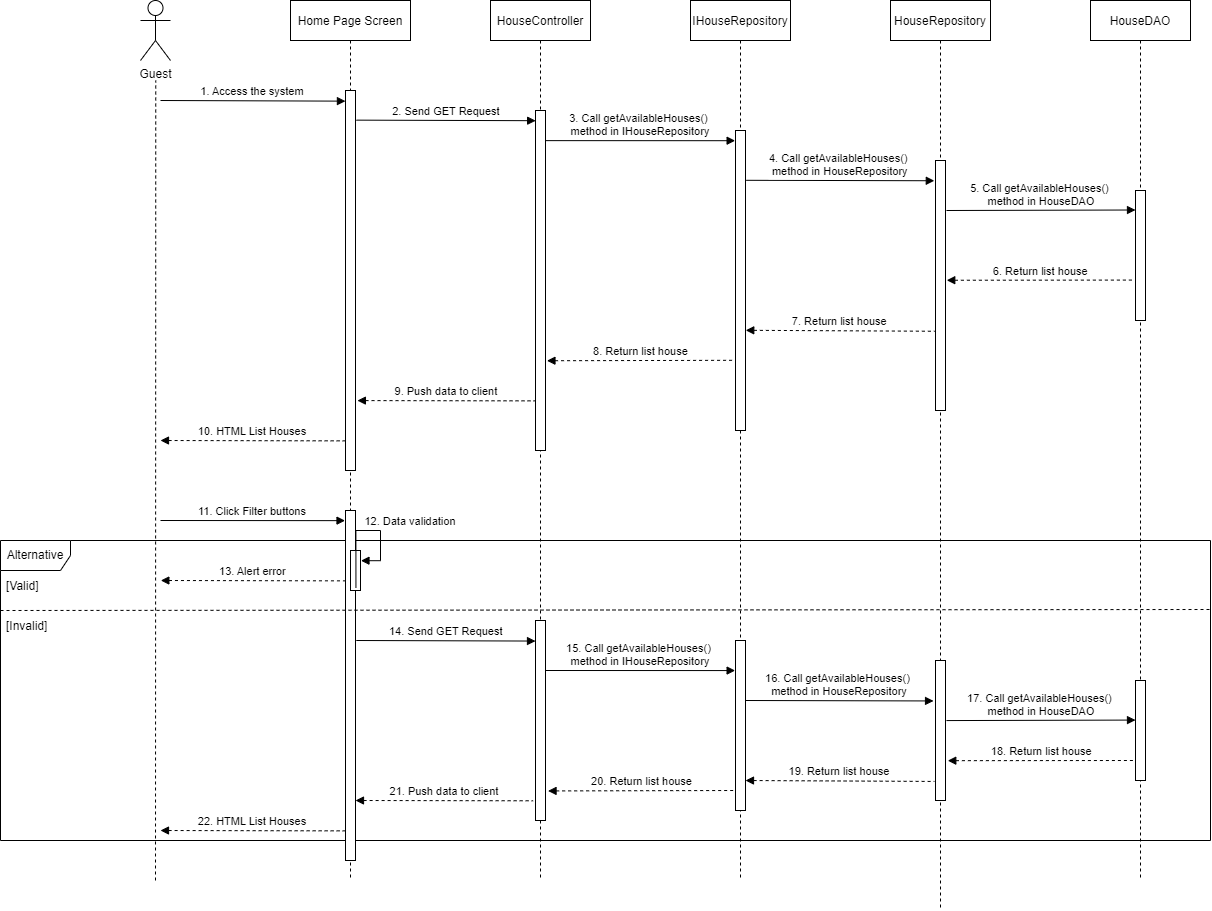 Home Page Screen
HouseController
IHouseRepository
HouseRepository
HouseDAO
Guest
1. Access the system
2. Send GET Request
3. Call getAvailableHouses()
method in IHouseRepository
4. Call getAvailableHouses()
method in HouseRepository
5. Call getAvailableHouses()
method in HouseDAO
6. Return list house
7. Return list house
8. Return list house
9. Push data to client
10. HTML List Houses
11. Click Filter buttons
12. Data validation
Alternative
13. Alert error
[Valid]
[Invalid]
14. Send GET Request
15. Call getAvailableHouses()
method in IHouseRepository
16. Call getAvailableHouses()
method in HouseRepository
17. Call getAvailableHouses()
method in HouseDAO
18. Return list house
19. Return list house
20. Return list house
21. Push data to client
22. HTML List Houses